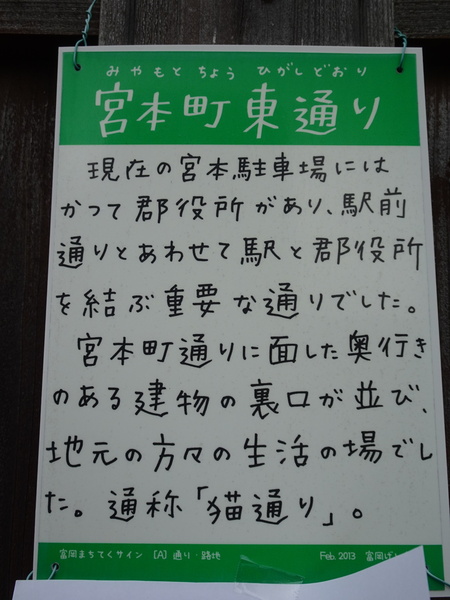 みやもとちょう ひがしどおり
宮本町東通り
現在の宮本駐車場には
かつて郡役所があり、駅前
通りとあわせて駅と郡役所
を結ぶ重要な通りでした。
宮本町通りに面した奥行き
のある建物の裏口が並び、
地元の方々の生活の場でし
た。通称「猫通り」。
富岡まちてくサイン [A] 通り・路地
Feb. 2013 富岡げ